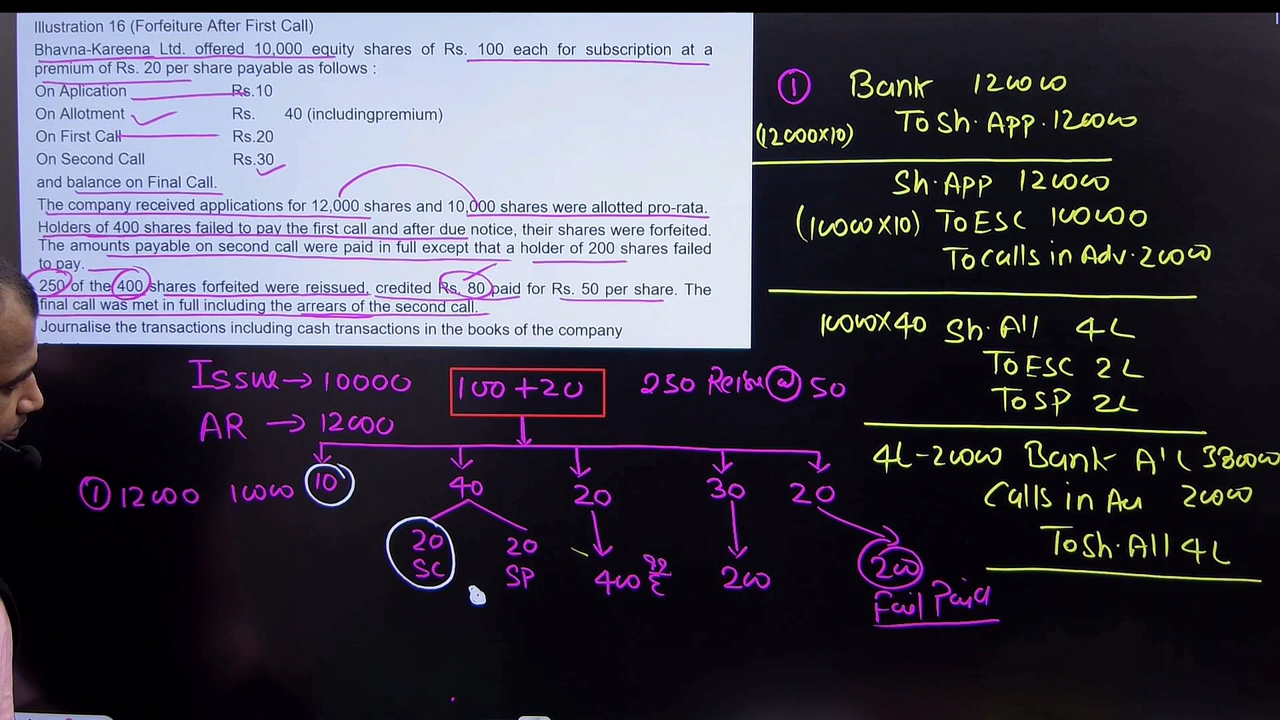 Illustration 16 (Forfeiture After First Call)
Bhavna-Kareena Ltd. offered 10,000 equity shares of Rs. 100 each for subscription at a
premium of Rs. 20 per share payable as follows :
On Aplication Rs.10
On Allotment Rs. 40 (includingpremium)
On First Call Rs.20
On Second Call Rs.30
and balance on Final Call.
The company received applications for 12,000 shares and 10,000 shares were allotted pro-rata.
Holders of 400 shares failed to pay the first call and after due notice, their shares were forfeited.
The amounts payable on second call were paid in full except that a holder of 200 shares failed
to pay.
250 of the 400 shares forfeited were reissued, credited Rs. 80 paid for Rs. 50 per share. The
final call was met in full including the arrears of the second call.
Journalise the transactions including cash transactions in the books of the company
Issue → 10000 100 + 20 250 Reissu @ 50
AR → 12000
① 12000 10000 10 40 20 30 20
20 20
SC SP 400 200 200
Fail Paid
① Bank 120000
(12000x10) To Sh. App. 120000
Sh. App 120000
(10000x10) To ESC 100000
To Calls in Adv. 20000
10000x40 Sh. All 4L
To ESC 2L
To SP 2L
4L-20000 Bank A'c 380000
Calls in Adv 20000
To Sh. All 4L